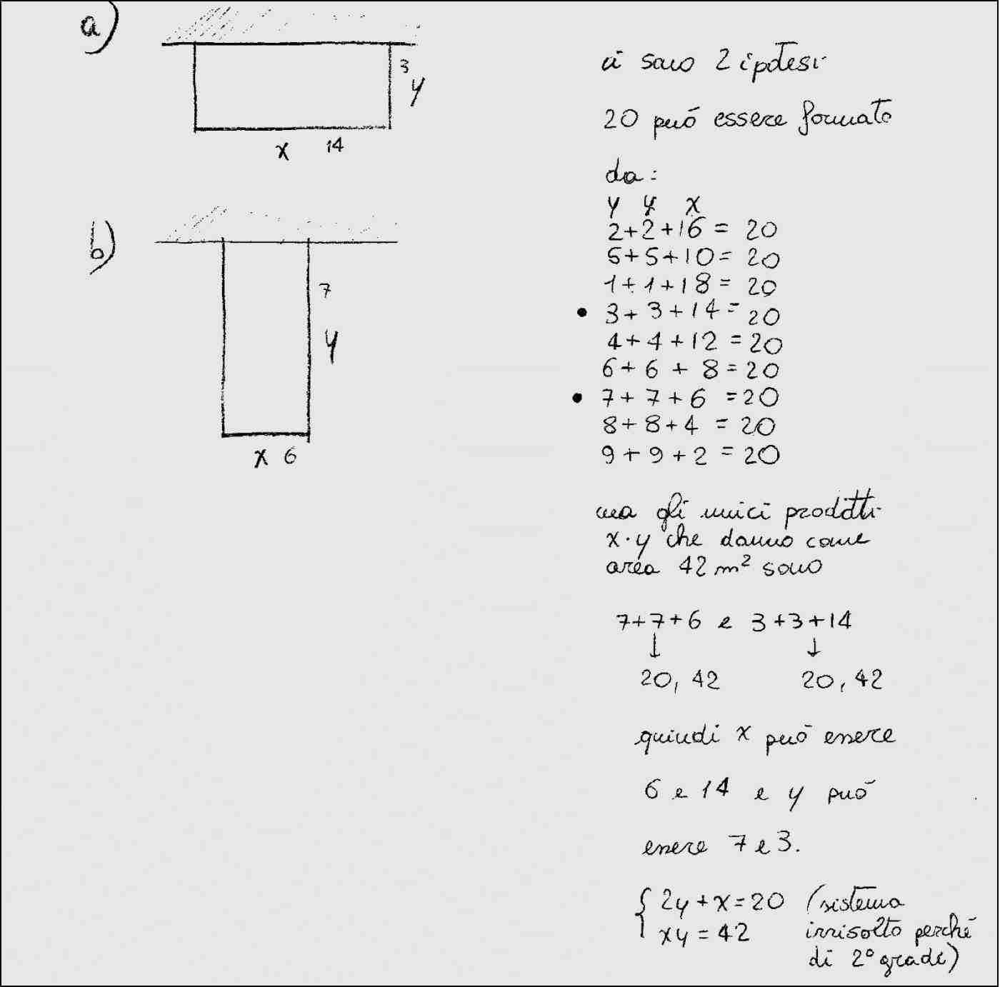 a)
3
y
x 14
b)
7
y
x 6
ci sono 2 ipotesi
20 può essere formato
da:
y y x
2+2+16 = 20
5+5+10 = 20
1+1+18 = 20
• 3+3+14 = 20
4+4+12 = 20
6+6+8 = 20
• 7+7+6 = 20
8+8+4 = 20
9+9+2 = 20
ma gli unici prodotti
x·y che danno come
area 42 m² sono
7+7+6 e 3+3+14
↓ ↓
20, 42 20, 42
quindi x può essere
6 e 14 e y può
essere 7 e 3.
{ 2y+x=20 (sistema
xy=42 irrisolto perché
di 2° grado)